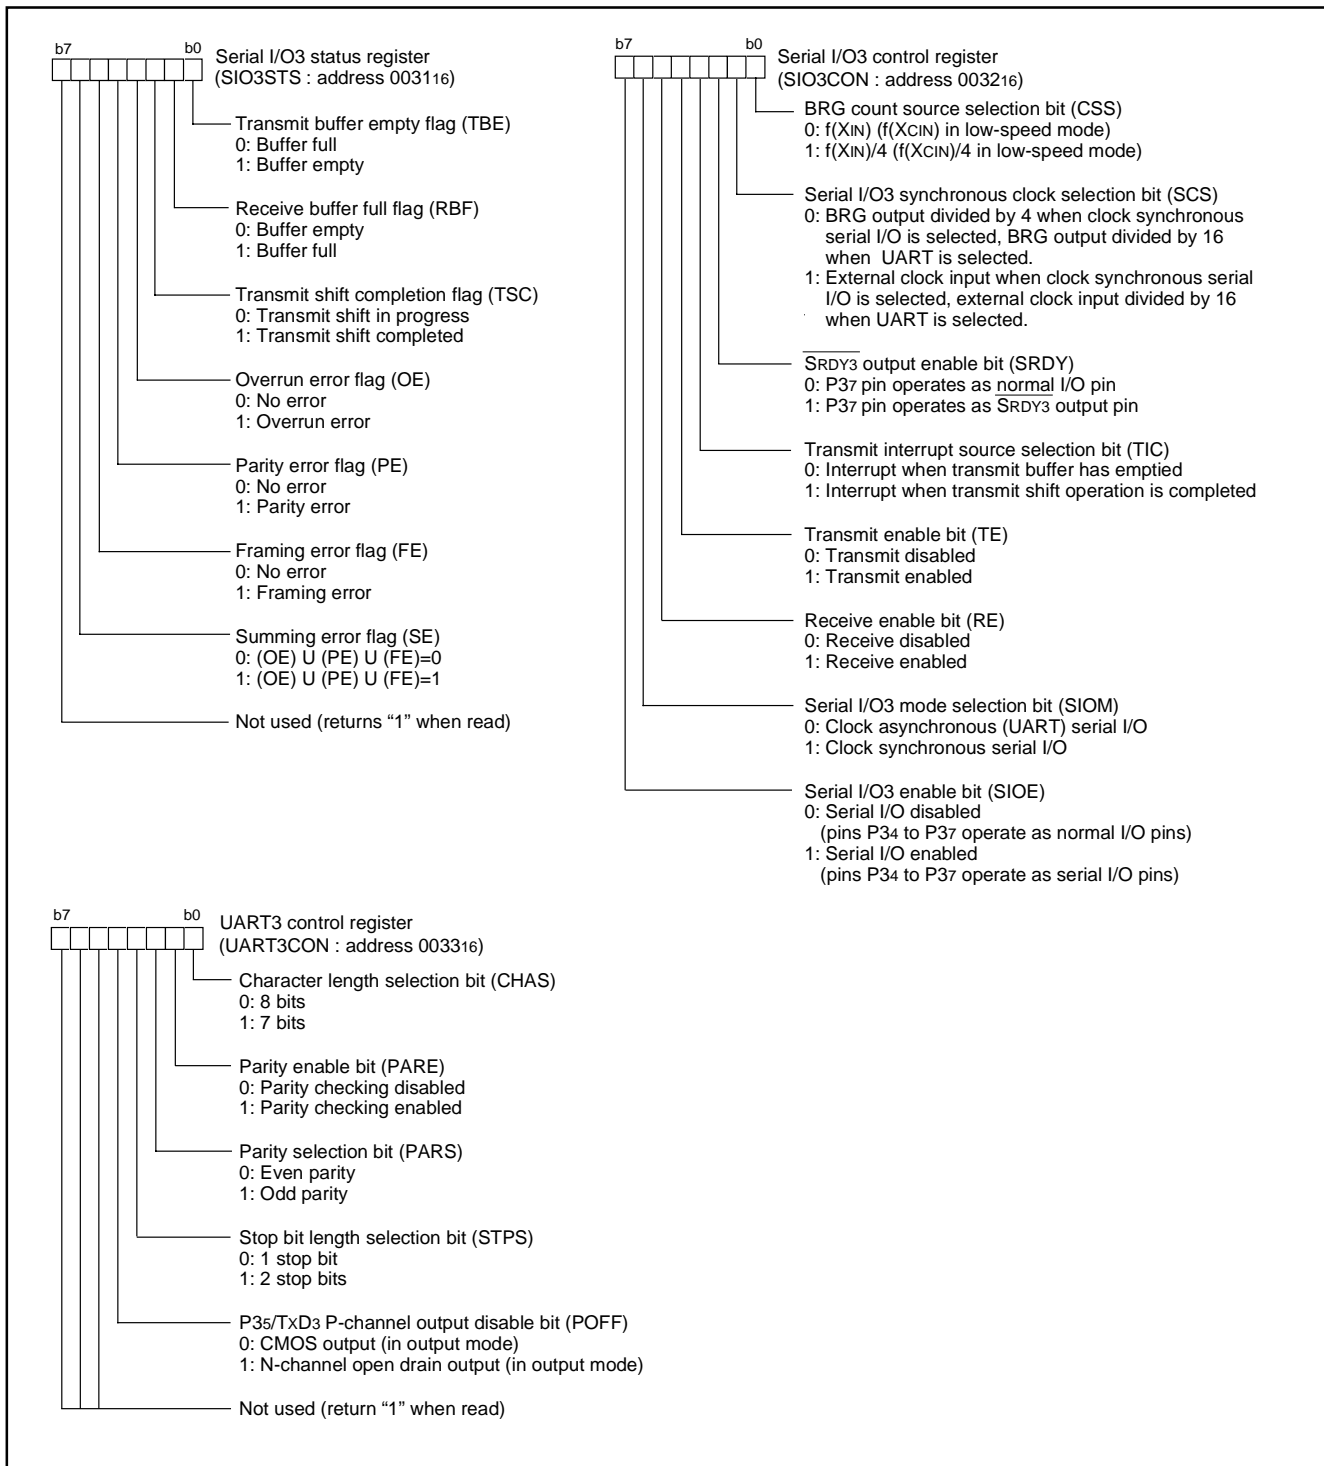 b7 b0 Serial I/O3 status register
(SIO3STS : address 003116)
Transmit buffer empty flag (TBE)
0: Buffer full
1: Buffer empty
Receive buffer full flag (RBF)
0: Buffer empty
1: Buffer full
Transmit shift completion flag (TSC)
0: Transmit shift in progress
1: Transmit shift completed
Overrun error flag (OE)
0: No error
1: Overrun error
Parity error flag (PE)
0: No error
1: Parity error
Framing error flag (FE)
0: No error
1: Framing error
Summing error flag (SE)
0: (OE) U (PE) U (FE)=0
1: (OE) U (PE) U (FE)=1
Not used (returns “1” when read)
b7 b0 Serial I/O3 control register
(SIO3CON : address 003216)
BRG count source selection bit (CSS)
0: f(XIN) (f(XCIN) in low-speed mode)
1: f(XIN)/4 (f(XCIN)/4 in low-speed mode)
Serial I/O3 synchronous clock selection bit (SCS)
0: BRG output divided by 4 when clock synchronous
serial I/O is selected, BRG output divided by 16
when UART is selected.
1: External clock input when clock synchronous serial
I/O is selected, external clock input divided by 16
when UART is selected.
SRDY3 output enable bit (SRDY)
0: P37 pin operates as normal I/O pin
1: P37 pin operates as SRDY3 output pin
Transmit interrupt source selection bit (TIC)
0: Interrupt when transmit buffer has emptied
1: Interrupt when transmit shift operation is completed
Transmit enable bit (TE)
0: Transmit disabled
1: Transmit enabled
Receive enable bit (RE)
0: Receive disabled
1: Receive enabled
Serial I/O3 mode selection bit (SIOM)
0: Clock asynchronous (UART) serial I/O
1: Clock synchronous serial I/O
Serial I/O3 enable bit (SIOE)
0: Serial I/O disabled
(pins P34 to P37 operate as normal I/O pins)
1: Serial I/O enabled
(pins P34 to P37 operate as serial I/O pins)
b7 b0 UART3 control register
(UART3CON : address 003316)
Character length selection bit (CHAS)
0: 8 bits
1: 7 bits
Parity enable bit (PARE)
0: Parity checking disabled
1: Parity checking enabled
Parity selection bit (PARS)
0: Even parity
1: Odd parity
Stop bit length selection bit (STPS)
0: 1 stop bit
1: 2 stop bits
P35/TXD3 P-channel output disable bit (POFF)
0: CMOS output (in output mode)
1: N-channel open drain output (in output mode)
Not used (return “1” when read)